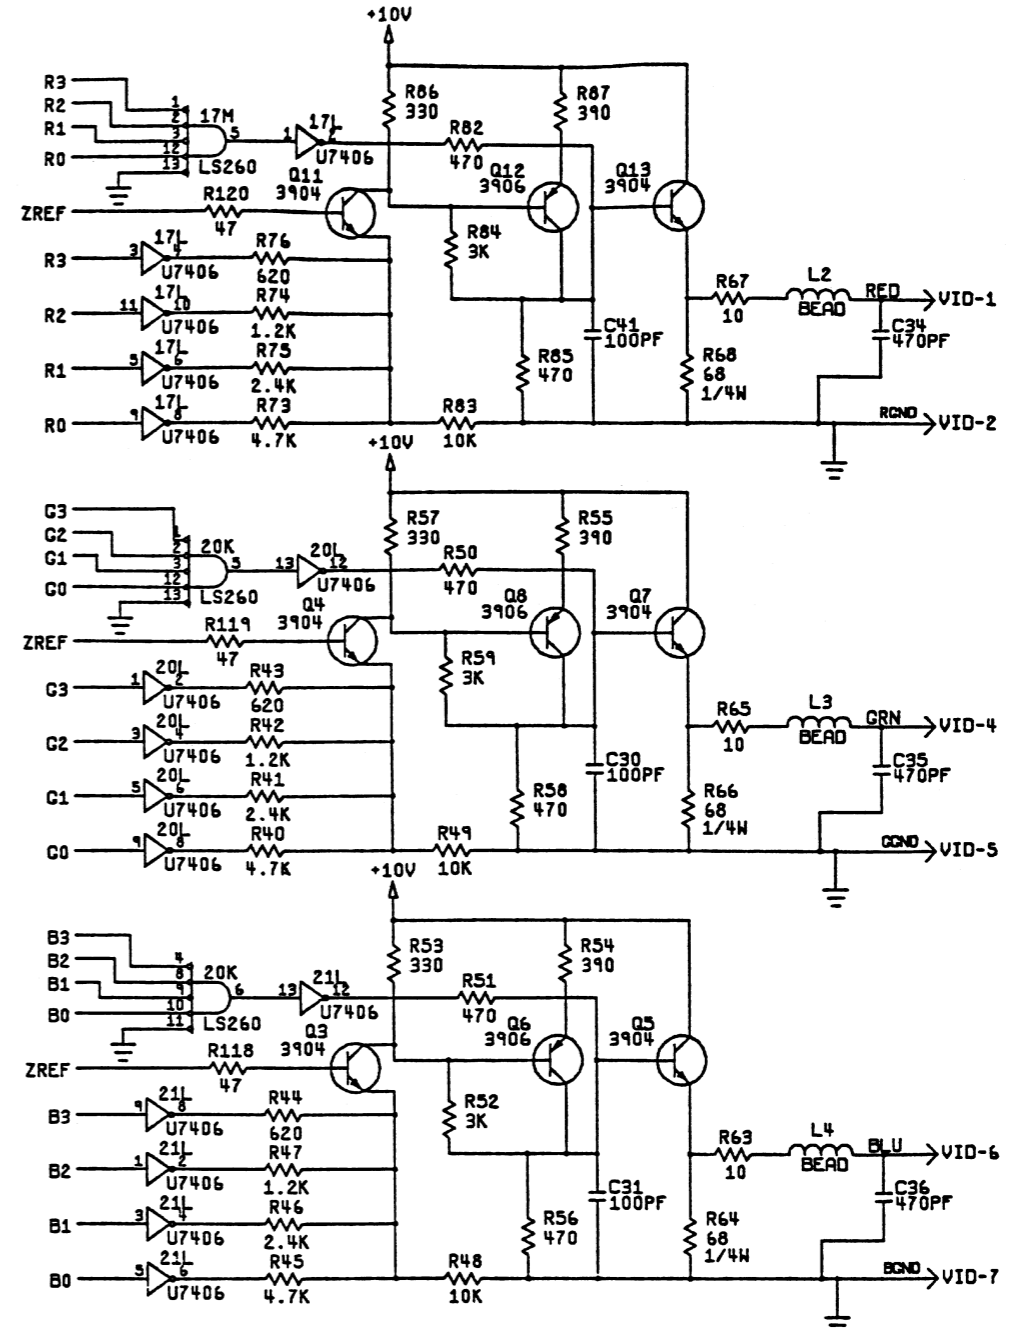 +10V
R3
R2
R1
R0
1
2
3
12
13
17M
5
LS260
1
17L
2
U7406
R86
330
R82
470
R87
390
Q11
3904
Q12
3906
Q13
3904
ZREF
R120
47
R84
3K
R3
3
17L
4
U7406
R76
620
R2
11
17L
10
U7406
R74
1.2K
R1
5
17L
6
U7406
R75
2.4K
R0
9
17L
8
U7406
R73
4.7K
R83
10K
R85
470
C41
100PF
R67
10
L2
BEAD
RED
VID-1
C34
470PF
R68
68
1/4W
RGND
VID-2
+10V
G3
G2
G1
G0
1
2
3
12
13
20K
5
LS260
13
20L
12
U7406
R57
330
R50
470
R55
390
Q4
3904
Q8
3906
Q7
3904
ZREF
R119
47
R59
3K
G3
1
20L
2
U7406
R43
620
G2
3
20L
4
U7406
R42
1.2K
G1
5
20L
6
U7406
R41
2.4K
G0
9
20L
8
U7406
R40
4.7K
R49
10K
R58
470
C30
100PF
R65
10
L3
BEAD
GRN
VID-4
C35
470PF
R66
68
1/4W
GGND
VID-5
+10V
B3
B2
B1
B0
4
8
9
10
11
20K
6
LS260
13
21L
12
U7406
R53
330
R51
470
R54
390
Q3
3904
Q6
3906
Q5
3904
ZREF
R118
47
R52
3K
B3
9
21L
8
U7406
R44
620
B2
1
21L
2
U7406
R47
1.2K
B1
3
21L
4
U7406
R46
2.4K
B0
5
21L
6
U7406
R45
4.7K
R48
10K
R56
470
C31
100PF
R63
10
L4
BEAD
BLU
VID-6
C36
470PF
R64
68
1/4W
BGND
VID-7